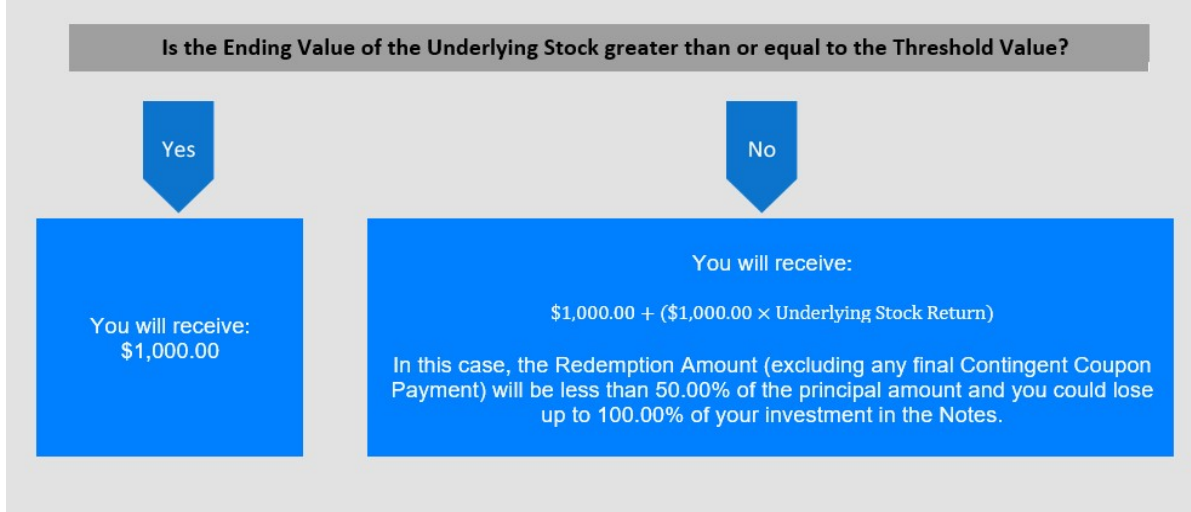 Is the Ending Value of the Underlying Stock greater than or equal to the Threshold Value?
Yes
No
You will receive:
$1,000.00
You will receive:
$1,000.00 + ($1,000.00 × Underlying Stock Return)
In this case, the Redemption Amount (excluding any final Contingent Coupon
Payment) will be less than 50.00% of the principal amount and you could lose
up to 100.00% of your investment in the Notes.